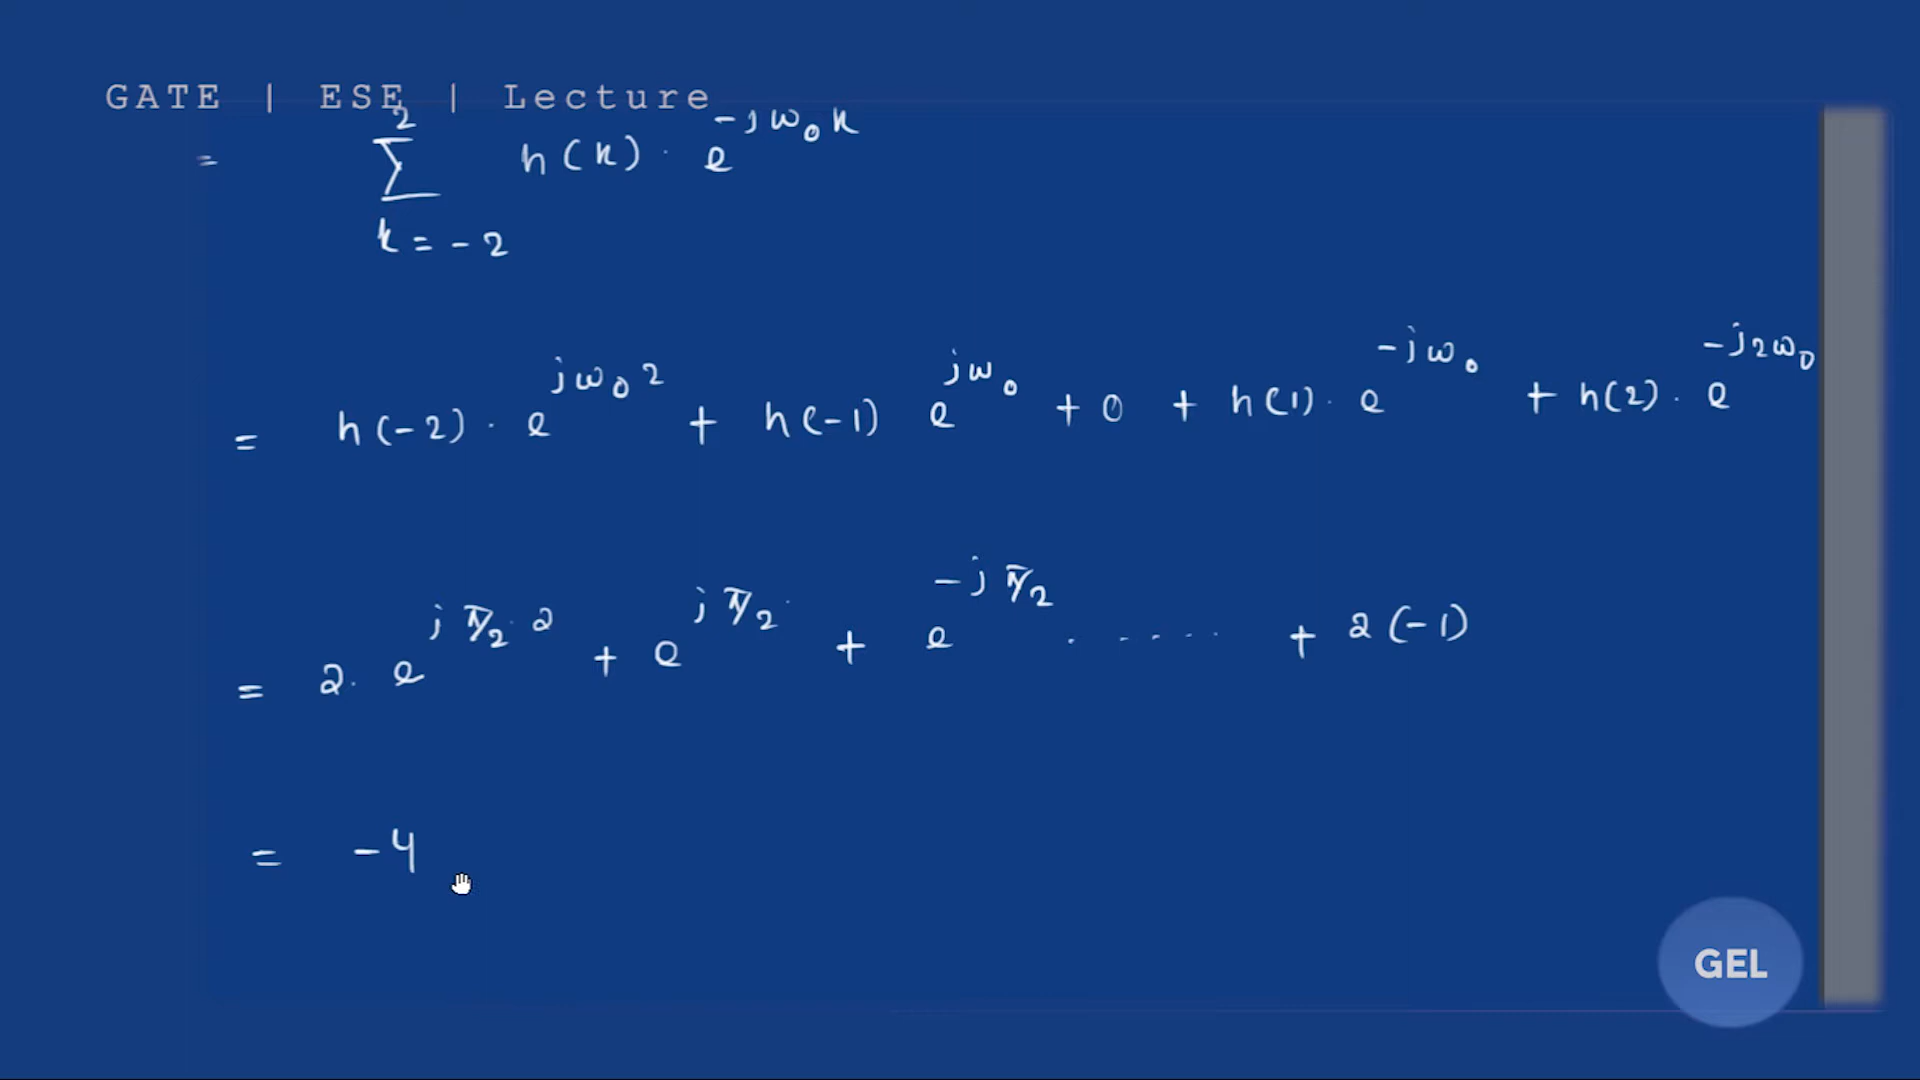 GATE | ESE | Lecture
= 2 Σ k = -2 h(k) · e^{-jω₀k}
= h(-2) · e^{jω₀2} + h(-1) e^{jω₀} + 0 + h(1) · e^{-jω₀} + h(2) · e^{-j2ω₀}
= 2 · e^{jπ/2·2} + e^{jπ/2} + e^{-jπ/2} · ····· + 2(-1)
= -4
GEL